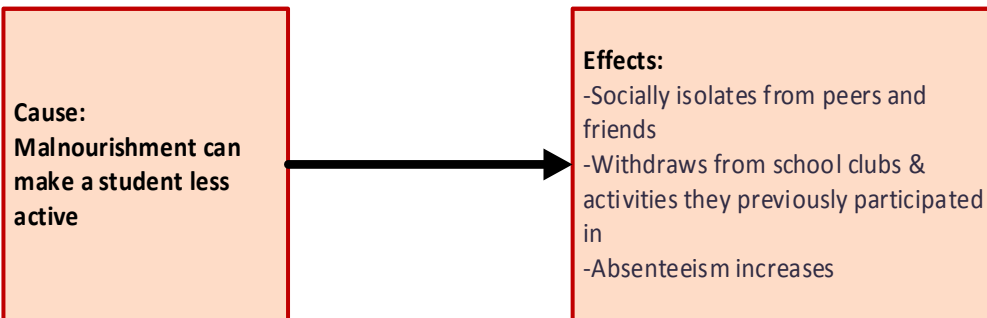 Cause:
Malnourishment can
make a student less
active
Effects:
-Socially isolates from peers and
friends
-Withdraws from school clubs &
activities they previously participated
in
-Absenteeism increases